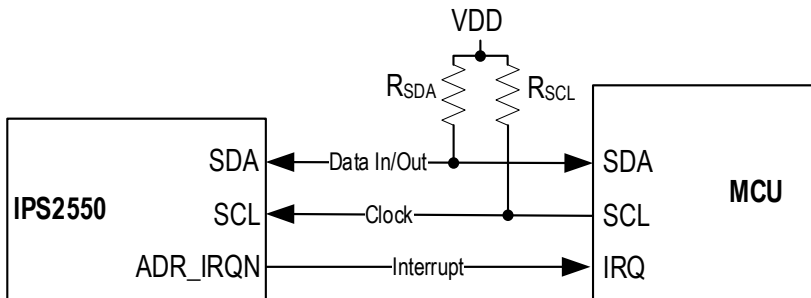 VDD
RSDA RSCL
SDA Data In/Out SDA
IPS2550 MCU
SCL Clock SCL
ADR_IRQN Interrupt IRQ